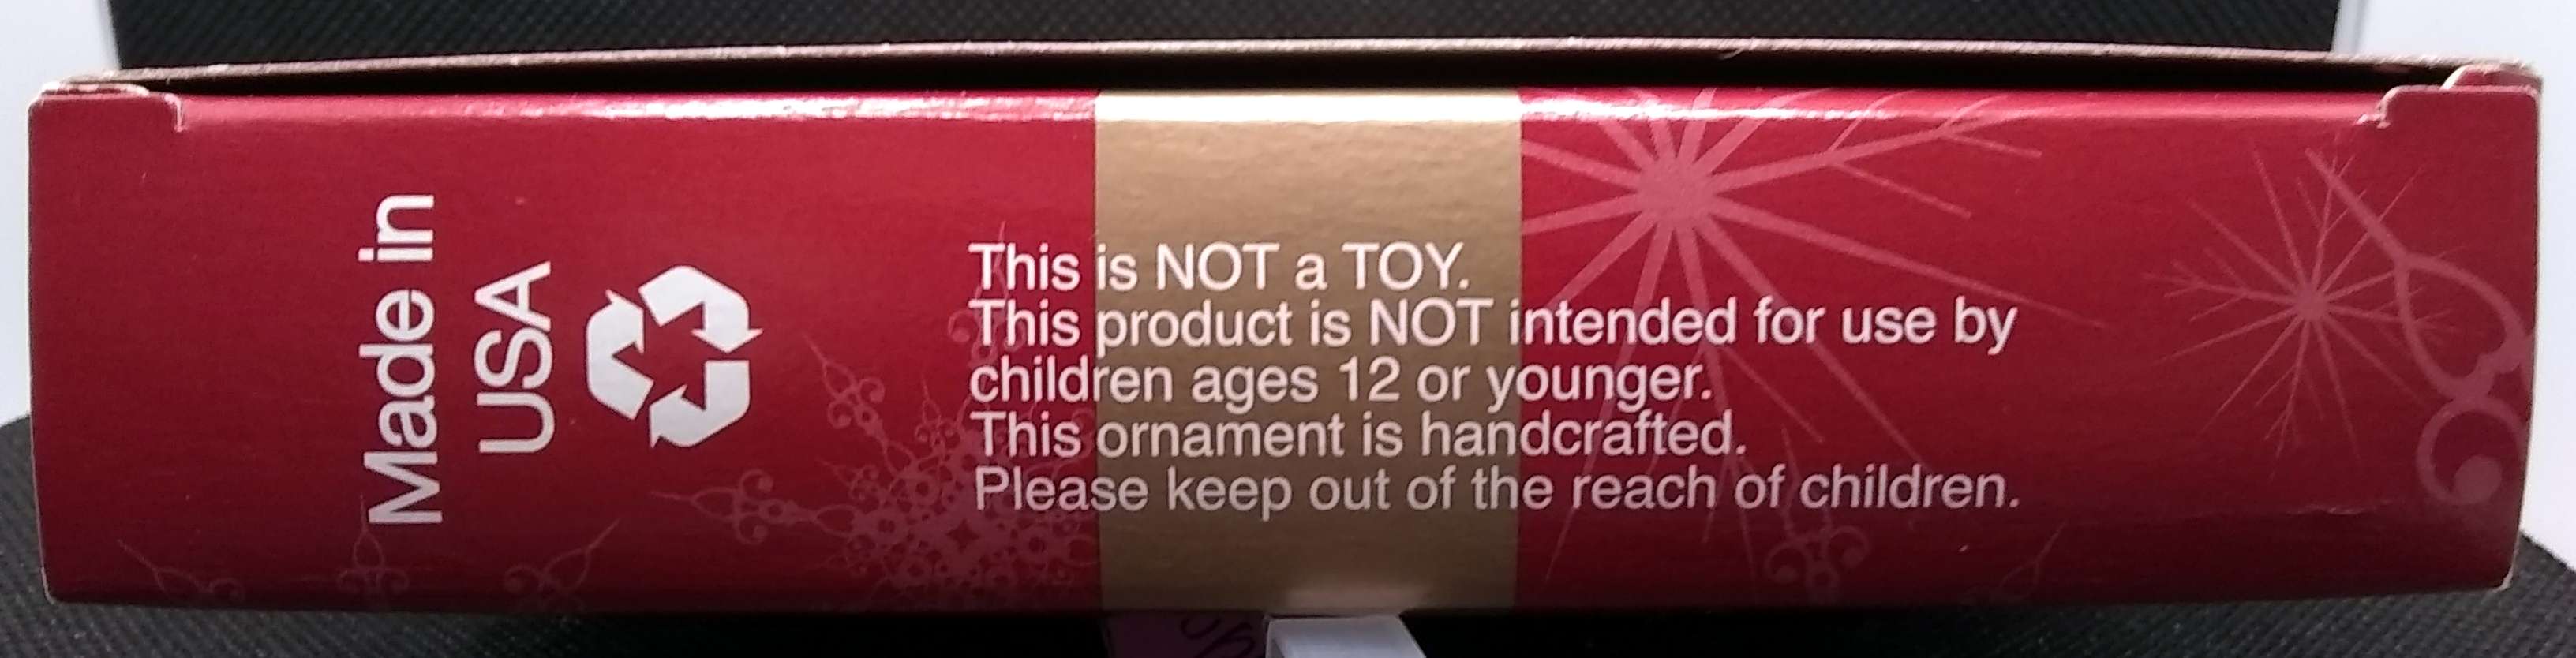 Made in
USA
This is NOT a TOY.
This product is NOT intended for use by
children ages 12 or younger.
This ornament is handcrafted.
Please keep out of the reach of children.